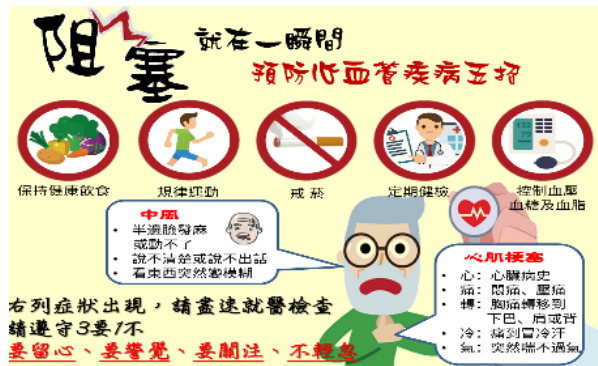 阻塞 就在一瞬間
預防心血管疾病五招
保持健康飲食
規律運動
戒菸
定期健檢
控制血壓
血糖及血脂
中風
• 半邊臉發麻
或動不了
• 說不清楚或說不出話
• 看東西突然變模糊
心肌梗塞
• 心: 心臟病史
• 痛: 悶痛、壓痛
• 轉: 胸痛轉移到
下巴、肩或背
• 冷: 痛到冒冷汗
• 氣: 突然喘不過氣
右列症狀出現,請盡速就醫檢查
請遵守3要1不
要留心、要警覺、要關注、不輕忽